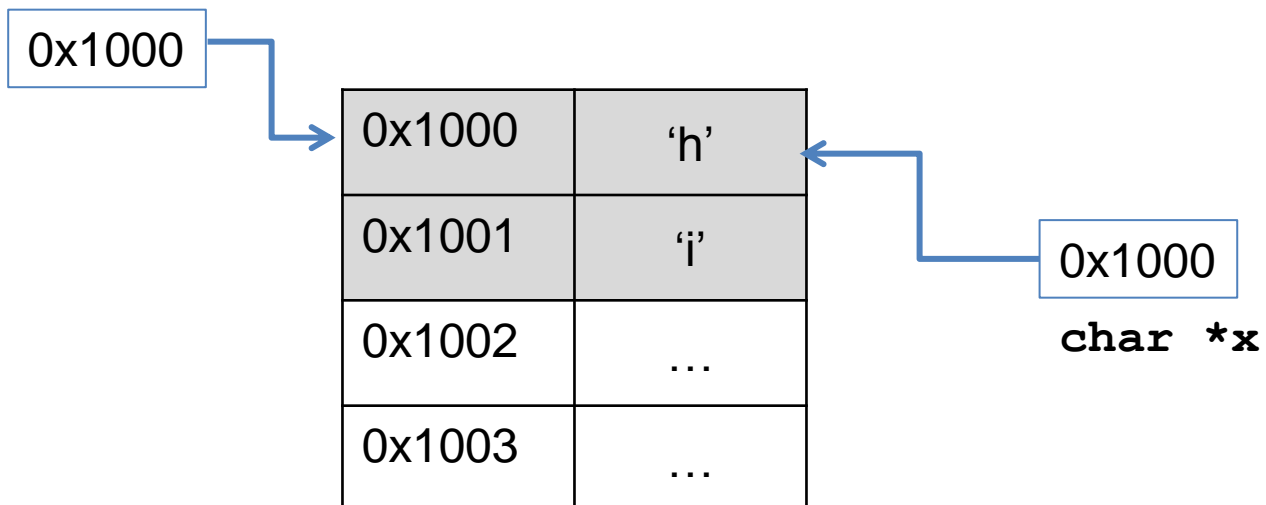 0x1000
0x1000 ‘h’
0x1001 ‘i’
0x1000
0x1002 …
char *x
0x1003 …